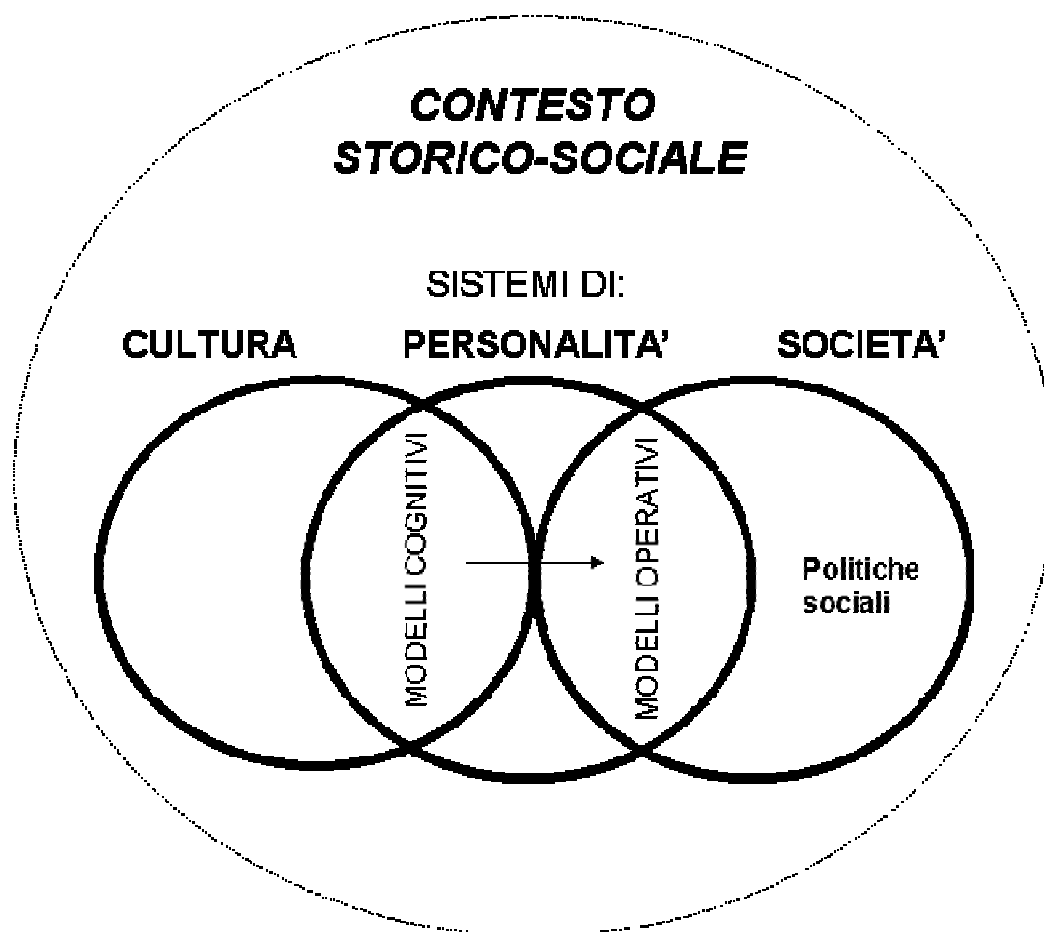 CONTESTO
STORICO-SOCIALE
SISTEMI DI:
CULTURA PERSONALITA' SOCIETA'
MODELLI COGNITIVI
MODELLI OPERATIVI
Politiche
sociali